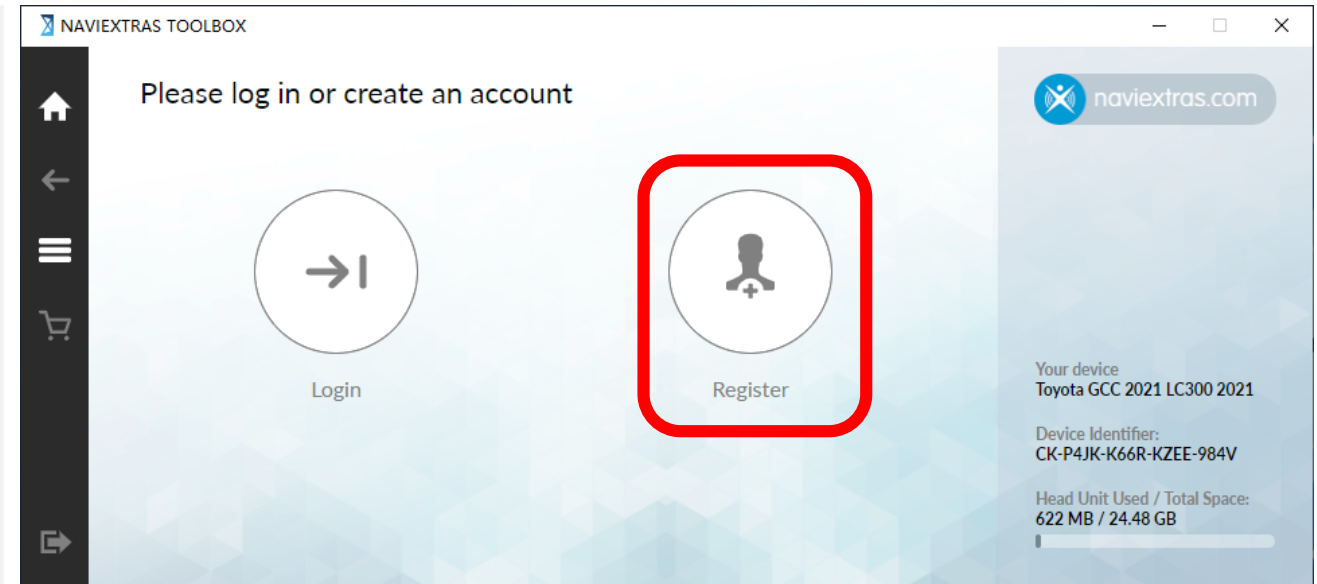 NAVIEXTRAS TOOLBOX
Please log in or create an account
naviextras.com
Login
Register
Your device
Toyota GCC 2021 LC300 2021
Device Identifier:
CK-P4JK-K66R-KZEE-984V
Head Unit Used / Total Space:
622 MB / 24.48 GB